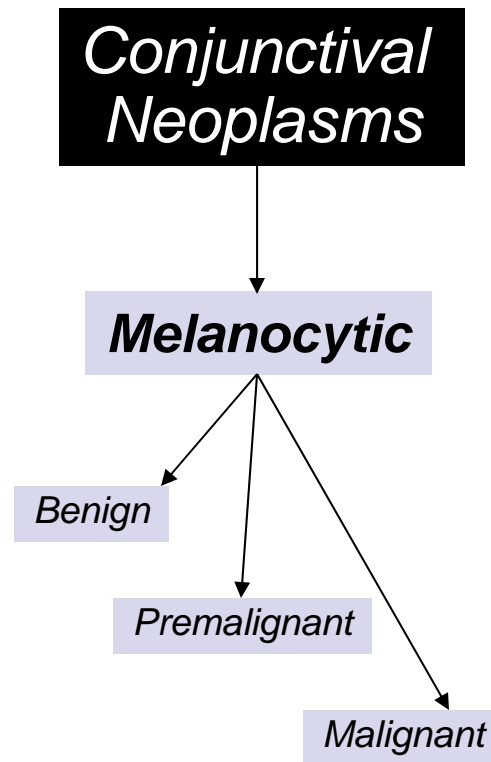 Conjunctival
Neoplasms
Melanocytic
Benign
Premalignant
Malignant